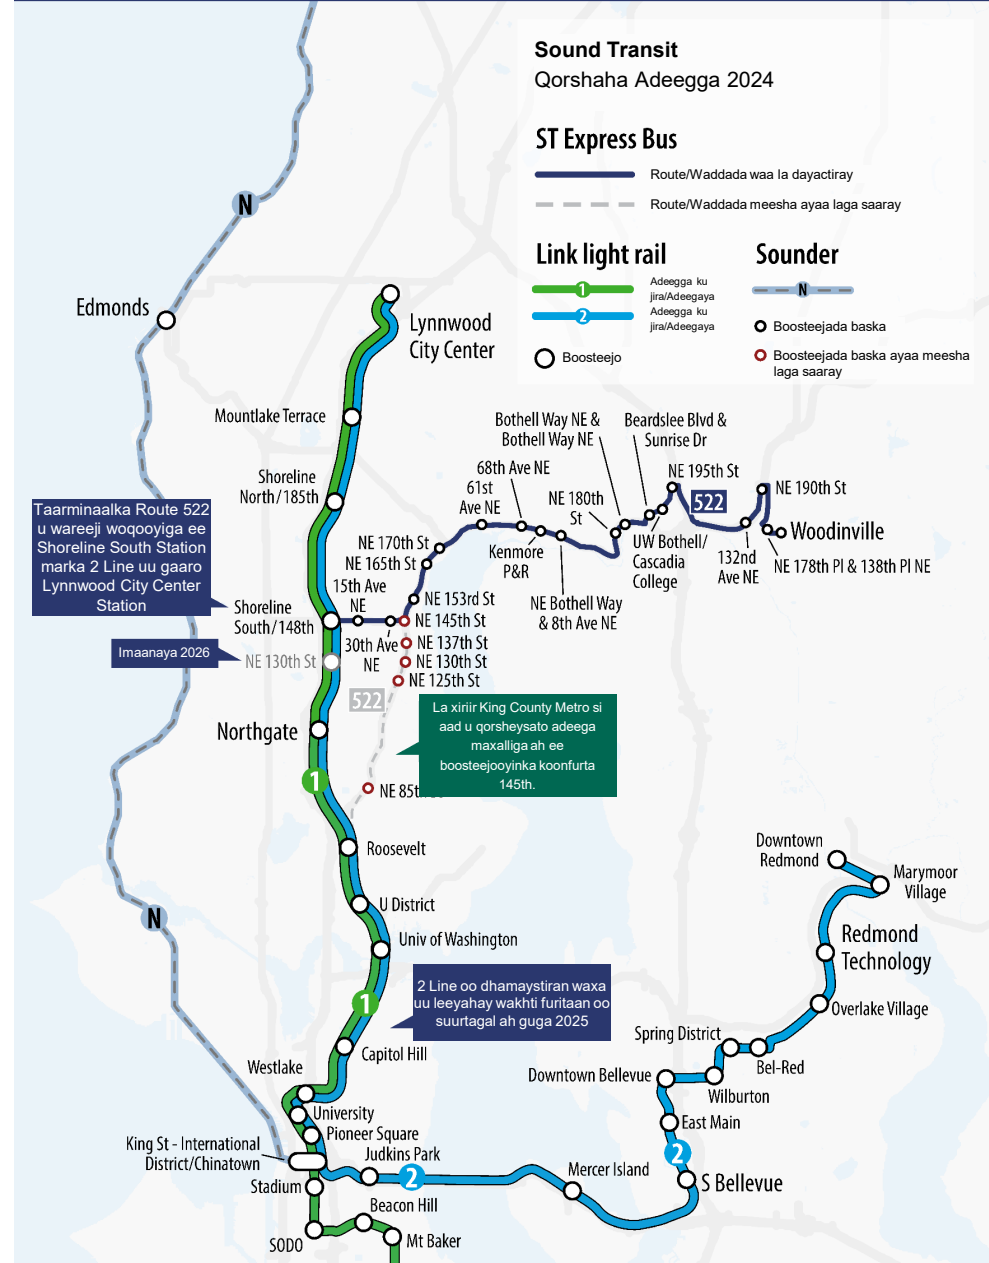 Sound Transit
Qorshaha Adeegga 2024
ST Express Bus
Route/Waddada waa la dayactiray
Route/Waddada meesha ayaa laga saaray
Link light rail
1
Adeegga ku
jira/Adeegaya
2
Adeegga ku
jira/Adeegaya
Boosteejo
Sounder
N
Boosteejada baska
Boosteejada baska ayaa meesha
laga saaray
N
Edmonds
Lynnwood
City Center
Mountlake Terrace
Shoreline
North/185th
Taarminaalka Route 522
u wareeji woqooyiga ee
Shoreline South Station
marka 2 Line uu gaaro
Lynnwood City Center
Station
Shoreline
South/148th
Imaanaya 2026
NE 130th St
Bothell Way NE &
Bothell Way NE
Beardslee Blvd &
Sunrise Dr
68th Ave NE
61st
Ave NE
NE 180th
St
NE 195th St
522
NE 190th St
Woodinville
NE 170th St
NE 165th St
Kenmore
P&R
UW Bothell/
Cascadia
College
132nd
Ave NE
NE 178th Pl & 138th Pl NE
15th Ave
NE
NE 153rd St
NE Bothell Way
& 8th Ave NE
NE 145th St
30th Ave
NE
NE 137th St
NE 130th St
NE 125th St
522
La xiriir King County Metro si
aad u qorsheysato adeega
maxalliga ah ee
boosteejooyinka koonfurta
145th.
Northgate
1
NE 85th
Roosevelt
U District
Univ of Washington
N
2 Line oo dhamaystiran waxa
uu leeyahay wakhti furitaan oo
suurtagal ah guga 2025
1
Capitol Hill
Westlake
University
Pioneer Square
King St - International
District/Chinatown
Judkins Park
2
Stadium
Beacon Hill
SODO
Mt Baker
Downtown
Redmond
Marymoor
Village
Redmond
Technology
Overlake Village
Spring District
Bel-Red
Downtown Bellevue
Wilburton
East Main
2
Mercer Island
S Bellevue